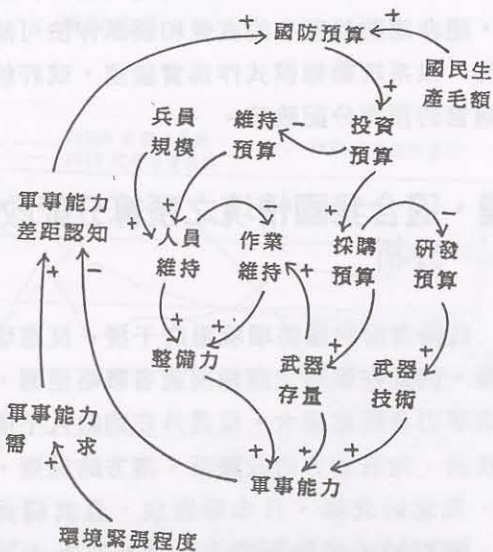 國防預算
國民生
產毛額
兵員
規模
維持
預算
投資
預算
軍事能力
差距認知
人員
維持
作業
維持
採購
預算
研發
預算
整備力
武器
存量
武器
技術
軍事能力
需 求
軍事能力
環境緊張程度